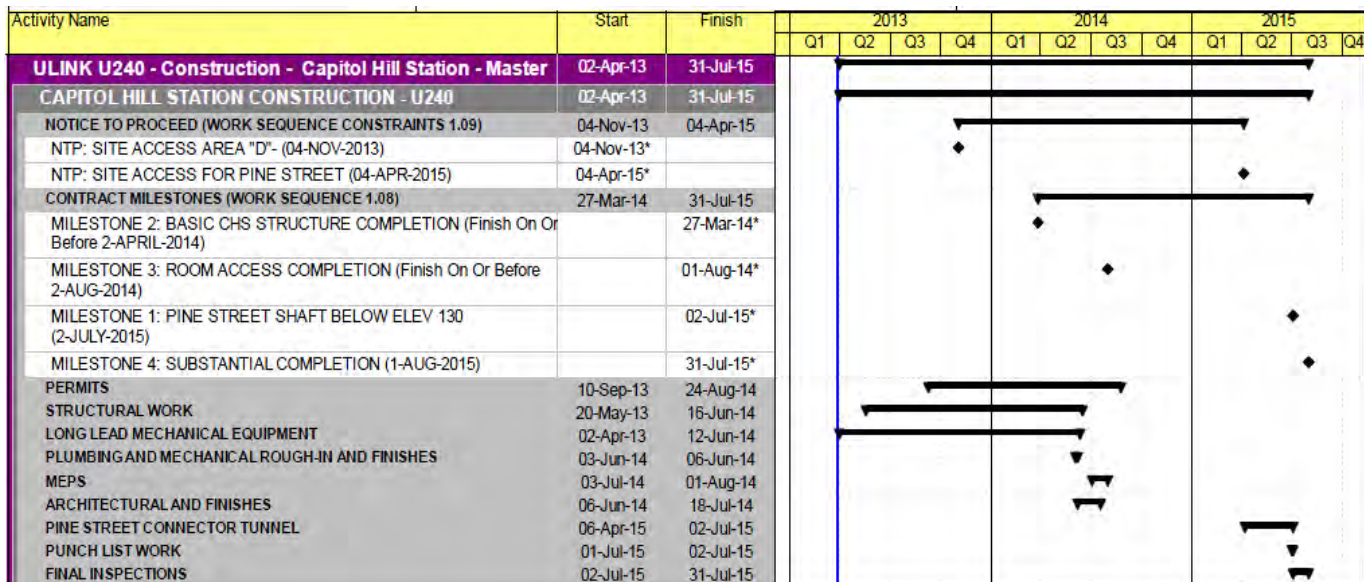 Activity Name Start Finish 2013 2014 2015
Q1 Q2 Q3 Q4 Q1 Q2 Q3 Q4 Q1 Q2 Q3 Q4
ULINK U240 - Construction - Capitol Hill Station - Master 02-Apr-13 31-Jul-15
CAPITOL HILL STATION CONSTRUCTION - U240 02-Apr-13 31-Jul-15
NOTICE TO PROCEED (WORK SEQUENCE CONSTRAINTS 1.09) 04-Nov-13 04-Apr-15
NTP: SITE ACCESS AREA "D"- (04-NOV-2013) 04-Nov-13*
NTP: SITE ACCESS FOR PINE STREET (04-APR-2015) 04-Apr-15*
CONTRACT MILESTONES (WORK SEQUENCE 1.08) 27-Mar-14 31-Jul-15
MILESTONE 2: BASIC CHS STRUCTURE COMPLETION (Finish On Or 27-Mar-14*
Before 2-APRIL-2014)
MILESTONE 3: ROOM ACCESS COMPLETION (Finish On Or Before 01-Aug-14*
2-AUG-2014)
MILESTONE 1: PINE STREET SHAFT BELOW ELEV 130 02-Jul-15*
(2-JULY-2015)
MILESTONE 4: SUBSTANTIAL COMPLETION (1-AUG-2015) 31-Jul-15*
PERMITS 10-Sep-13 24-Aug-14
STRUCTURAL WORK 20-May-13 16-Jun-14
LONG LEAD MECHANICAL EQUIPMENT 02-Apr-13 12-Jun-14
PLUMBING AND MECHANICAL ROUGH-IN AND FINISHES 03-Jun-14 06-Jun-14
MEPS 03-Jul-14 01-Aug-14
ARCHITECTURAL AND FINISHES 06-Jun-14 18-Jul-14
PINE STREET CONNECTOR TUNNEL 06-Apr-15 02-Jul-15
PUNCH LIST WORK 01-Jul-15 02-Jul-15
FINAL INSPECTIONS 02-Jul-15 31-Jul-15